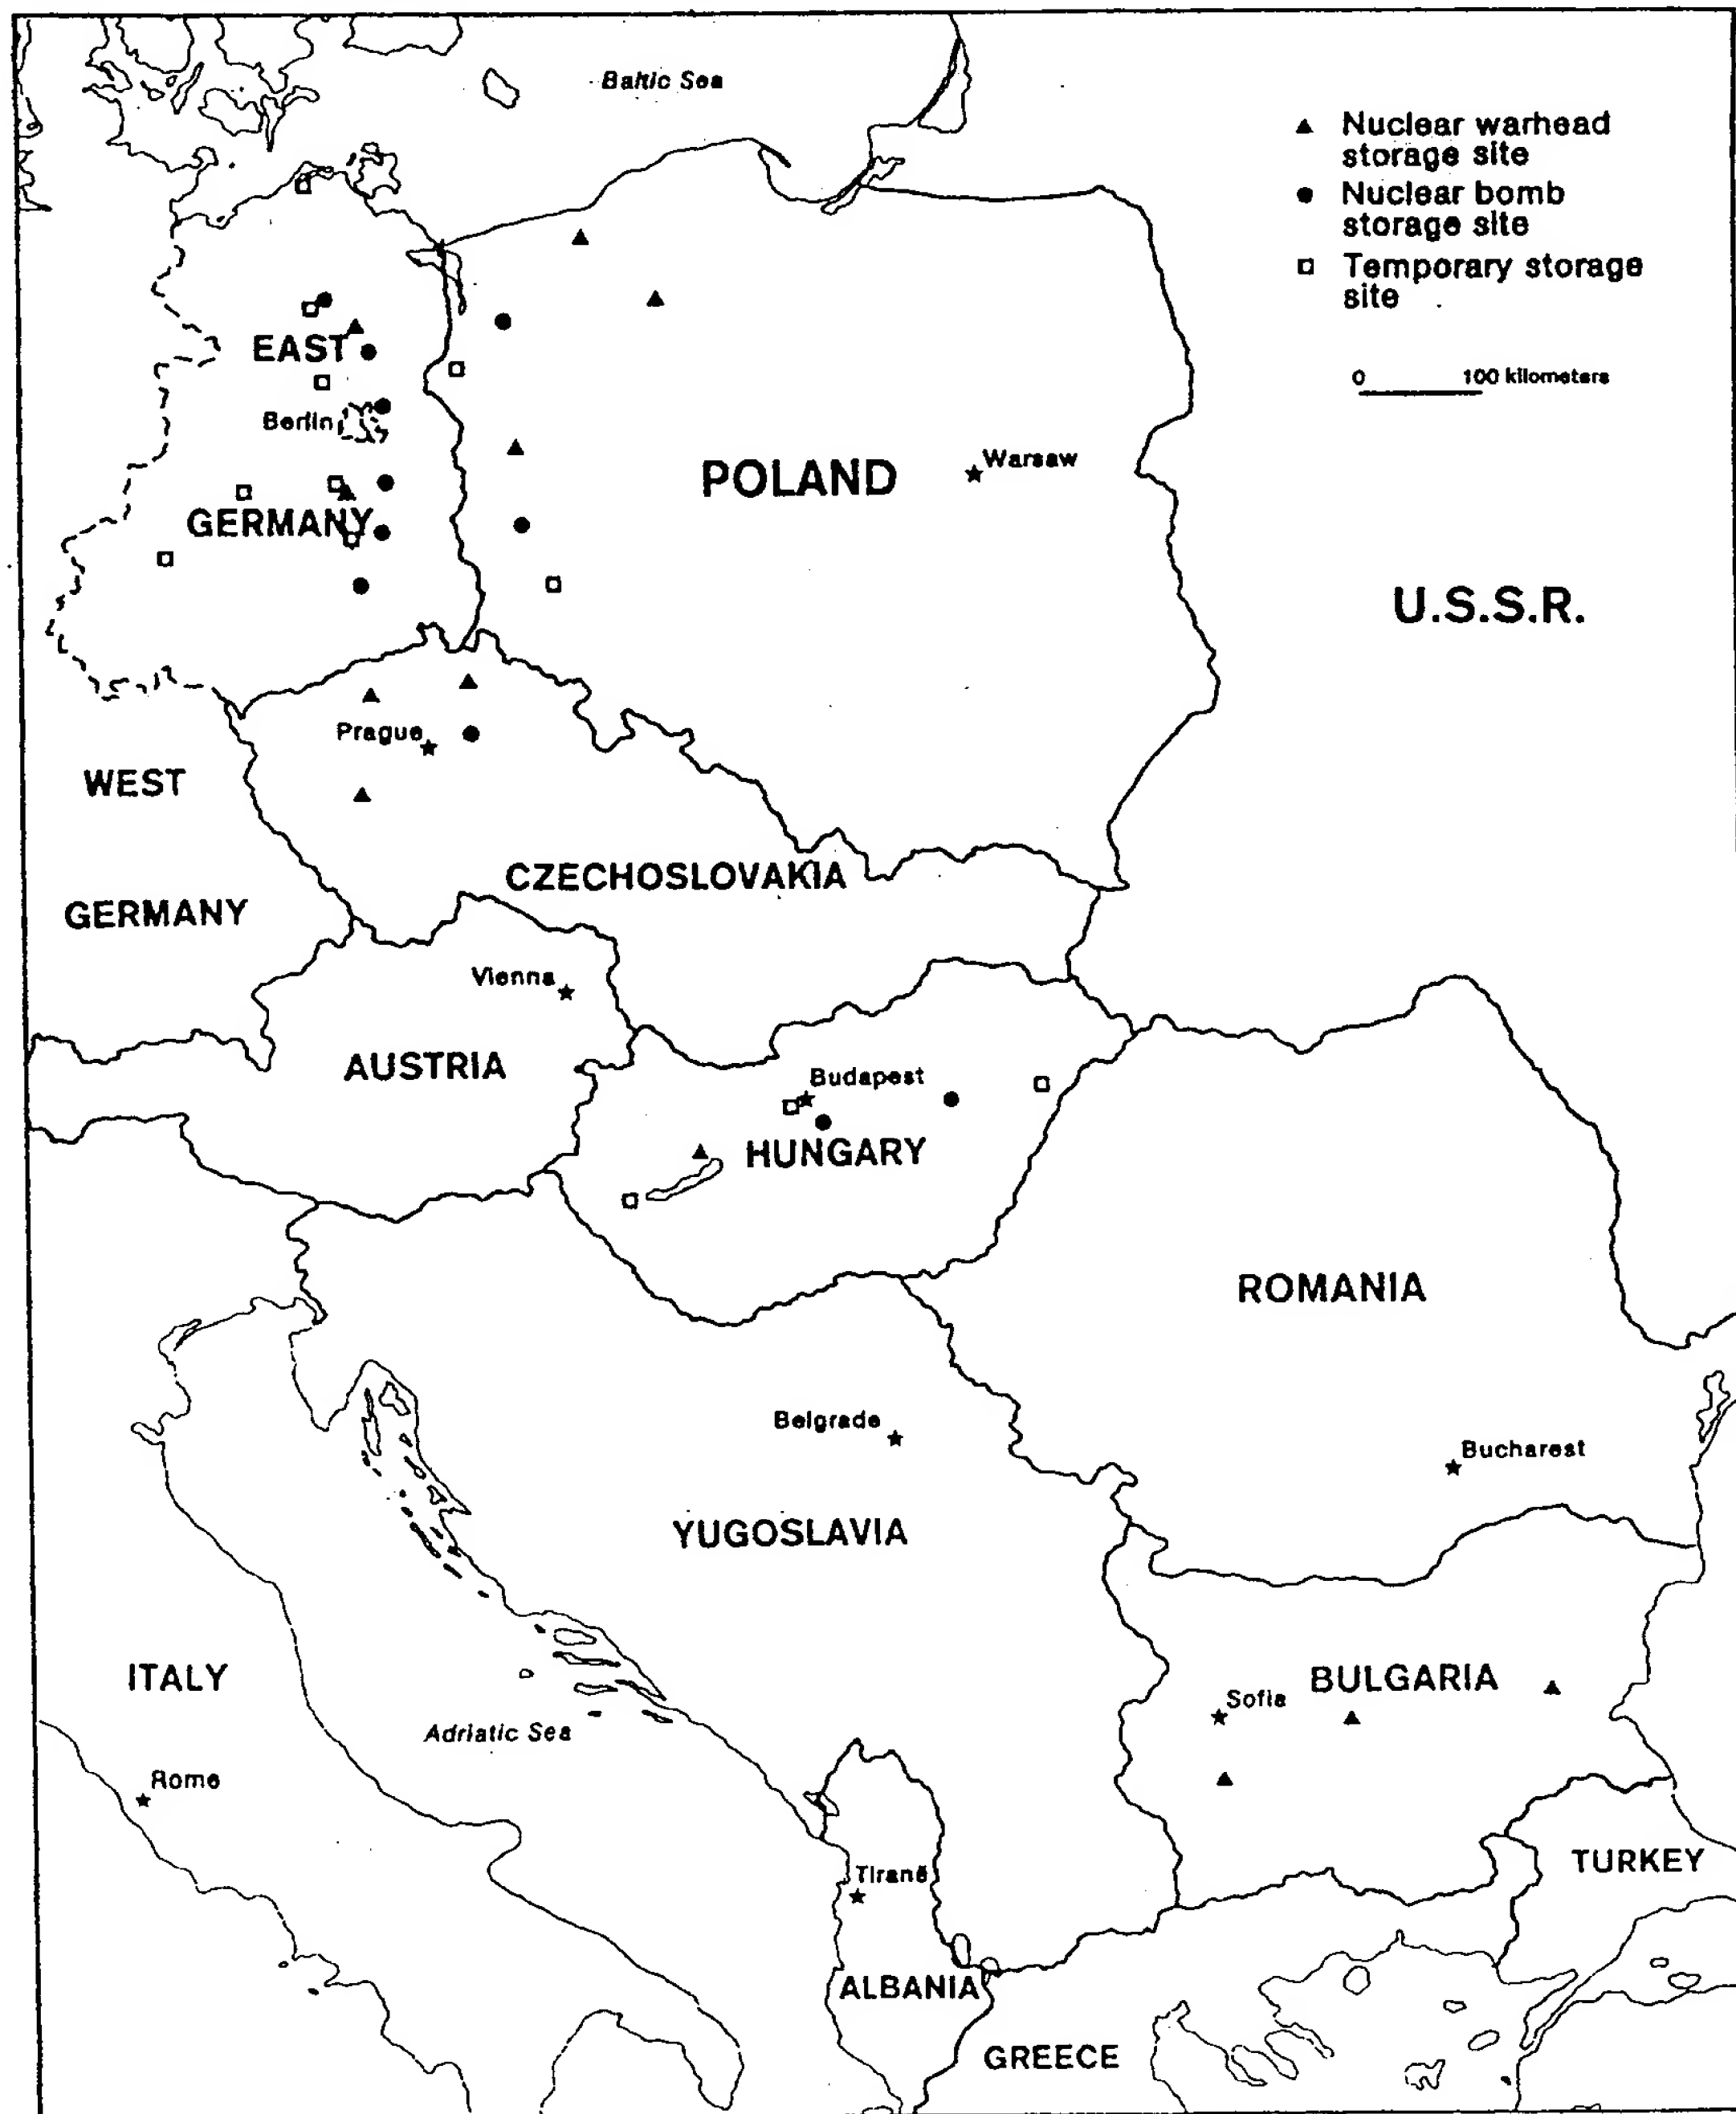 Baltic Sea
Nuclear warhead
storage site
Nuclear bomb
storage site
Temporary storage
site
0 100 kilometers
EAST
Berlin
GERMANY
POLAND
Warsaw
U.S.S.R.
Prague
WEST
GERMANY
CZECHOSLOVAKIA
Vienna
AUSTRIA
Budapest
HUNGARY
ROMANIA
Belgrade
Bucharest
YUGOSLAVIA
ITALY
Adriatic Sea
Sofia
BULGARIA
Rome
Tiranë
TURKEY
ALBANIA
GREECE